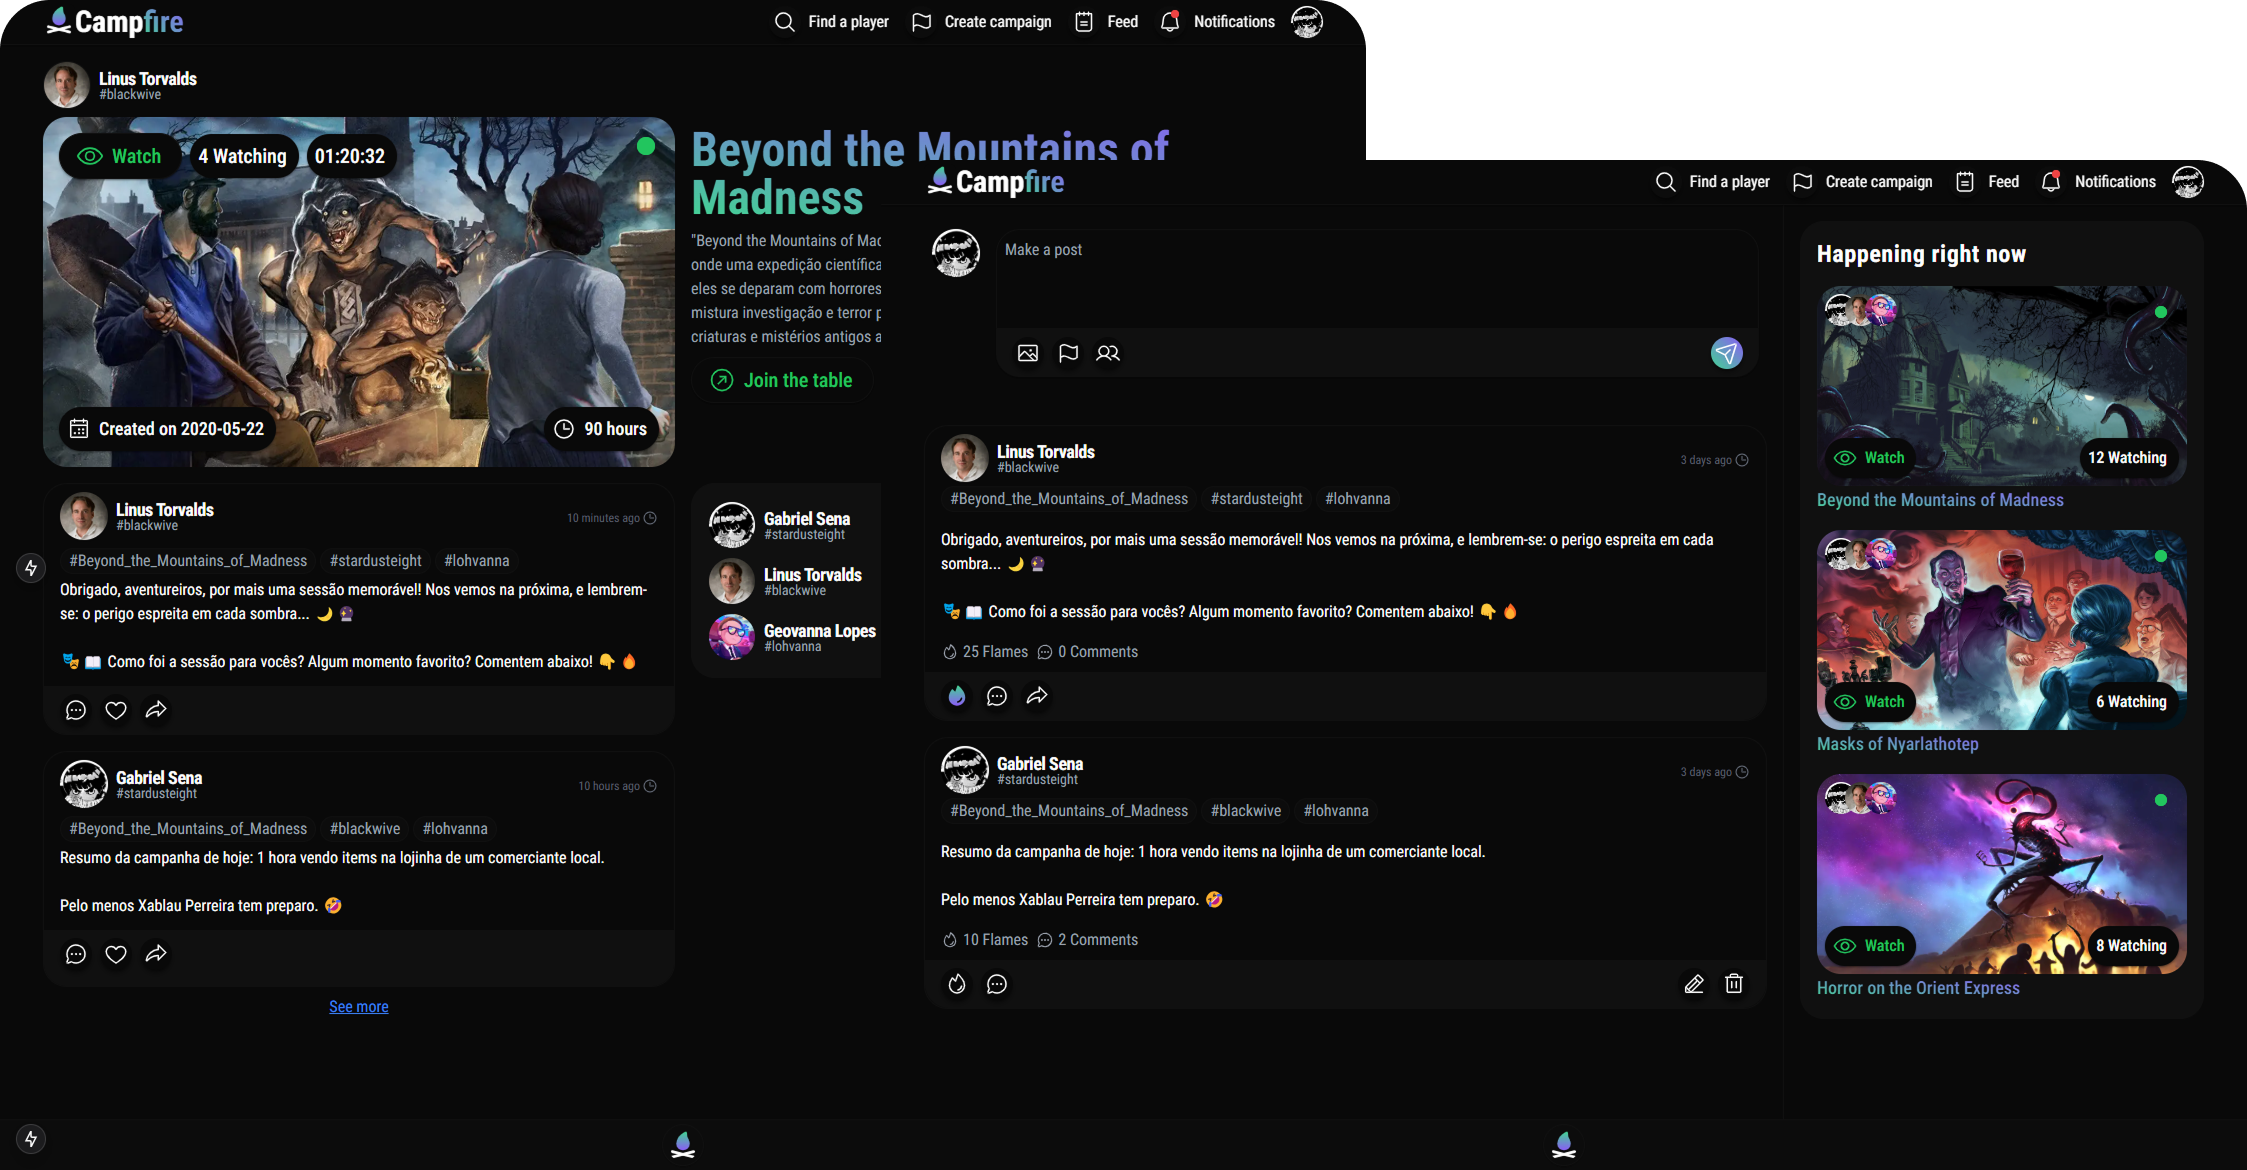 Campfire
Find a player
Create campaign
Feed
Notifications
Linus Torvalds
#blackwive
Watch
4 Watching
01:20:32
Created on 2020-05-22
90 hours
Beyond the Mountains of
Madness
"Beyond the Mountains of Mad
onde uma expedição científica
eles se deparam com horrores
mistura investigação e terror p
criaturas e mistérios antigos a
Join the table
Linus Torvalds
#blackwive
10 minutes ago
#Beyond_the_Mountains_of_Madness #stardusteight #lohvanna
Obrigado, aventureiros, por mais uma sessão memorável! Nos vemos na próxima, e lembrem-
se: o perigo espreita em cada sombra... 🌙 🔮
🎭 📖 Como foi a sessão para vocês? Algum momento favorito? Comentem abaixo! 👇 🔥
Gabriel Sena
#stardusteight
10 hours ago
#Beyond_the_Mountains_of_Madness #blackwive #lohvanna
Resumo da campanha de hoje: 1 hora vendo items na lojinha de um comerciante local.
Pelo menos Xablau Perreira tem preparo. 🤣
See more
Gabriel Sena
#stardusteight
Linus Torvalds
#blackwive
Geovanna Lopes
#lohvanna
Campfire
Find a player
Create campaign
Feed
Notifications
Make a post
Linus Torvalds
#blackwive
3 days ago
#Beyond_the_Mountains_of_Madness #stardusteight #lohvanna
Obrigado, aventureiros, por mais uma sessão memorável! Nos vemos na próxima, e lembrem-se: o perigo espreita em cada
sombra... 🌙 🔮
🎭 📖 Como foi a sessão para vocês? Algum momento favorito? Comentem abaixo! 👇 🔥
25 Flames 0 Comments
Gabriel Sena
#stardusteight
3 days ago
#Beyond_the_Mountains_of_Madness #blackwive #lohvanna
Resumo da campanha de hoje: 1 hora vendo items na lojinha de um comerciante local.
Pelo menos Xablau Perreira tem preparo. 🤣
10 Flames 2 Comments
Happening right now
Watch
12 Watching
Beyond the Mountains of Madness
Watch
6 Watching
Masks of Nyarlathotep
Watch
8 Watching
Horror on the Orient Express